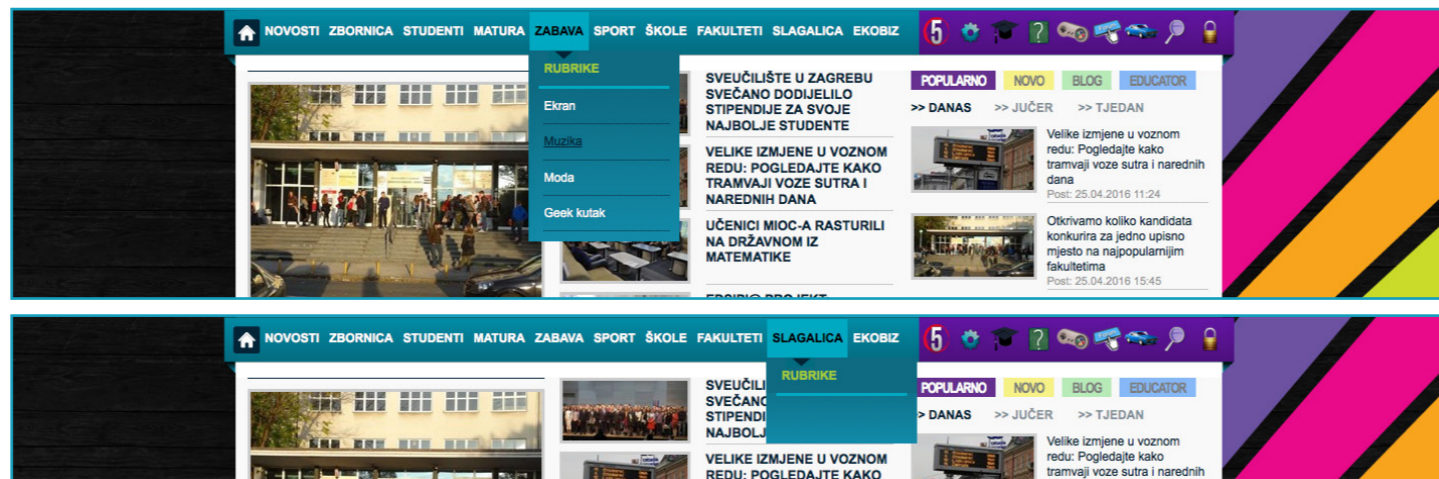 NOVOSTI ZBORNICA STUDENTI MATURA ZABAVA SPORT ŠKOLE FAKULTETI SLAGALICA EKOBIZ 5
RUBRIKE
Ekran
Muzika
Moda
Geek kutak
SVEUČILIŠTE U ZAGREBU
SVEČANO DODIJELILO
STIPENDIJE ZA SVOJE
NAJBOLJE STUDENTE
VELIKE IZMJENE U VOZNOM
REDU: POGLEDAJTE KAKO
TRAMVAJI VOZE SUTRA I
NAREDNIH DANA
UČENICI MIOC-A RASTURILI
NA DRŽAVNOM IZ
MATEMATIKE
POPULARNO NOVO BLOG EDUCATOR
>> DANAS >> JUČER >> TJEDAN
Velike izmjene u voznom
redu: Pogledajte kako
tramvaji voze sutra i narednih
dana
Post: 25.04.2016 11:24
Otkrivamo koliko kandidata
konkurira za jedno upisno
mjesto na najpopularnijim
fakultetima
Post: 25.04.2016 15:45
NOVOSTI ZBORNICA STUDENTI MATURA ZABAVA SPORT ŠKOLE FAKULTETI SLAGALICA EKOBIZ 5
RUBRIKE
SVEUČILI
SVEČANO
STIPENDI
NAJBOLJ
VELIKE IZMJENE U VOZNOM
REDU: POGLEDAJTE KAKO
POPULARNO NOVO BLOG EDUCATOR
> DANAS >> JUČER >> TJEDAN
Velike izmjene u voznom
redu: Pogledajte kako
tramvaji voze sutra i narednih